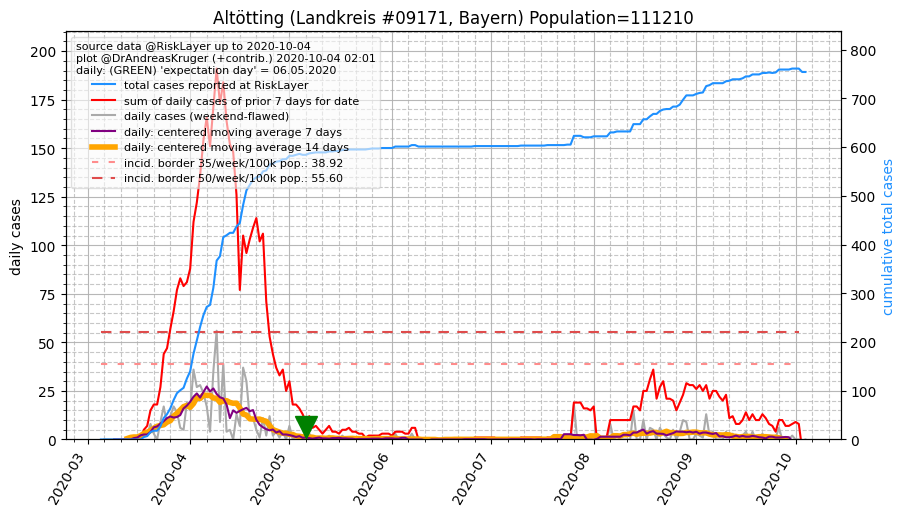 Altötting (Landkreis #09171, Bayern) Population=111210
source data @RiskLayer up to 2020-10-04
plot @DrAndreasKruger (+contrib.) 2020-10-04 02:01
daily: (GREEN) 'expectation day' = 06.05.2020
total cases reported at RiskLayer
sum of daily cases of prior 7 days for date
daily cases (weekend-flawed)
daily: centered moving average 7 days
daily: centered moving average 14 days
incid. border 35/week/100k pop.: 38.92
incid. border 50/week/100k pop.: 55.60
daily cases
200
175
150
125
100
75
50
25
0
cumulative total cases
800
700
600
500
400
300
200
100
0
2020-03
2020-04
2020-05
2020-06
2020-07
2020-08
2020-09
2020-10